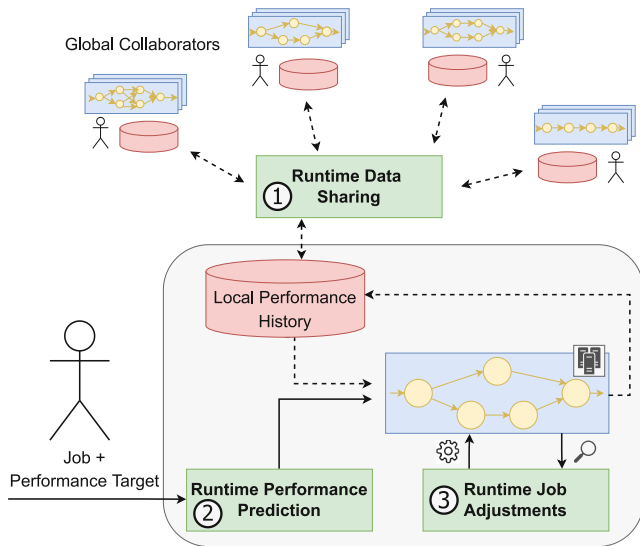 Global Collaborators
1
Runtime Data
Sharing
Local Performance
History
Job +
Performance Target
Runtime Performance
2
Prediction
3
Runtime Job
Adjustments